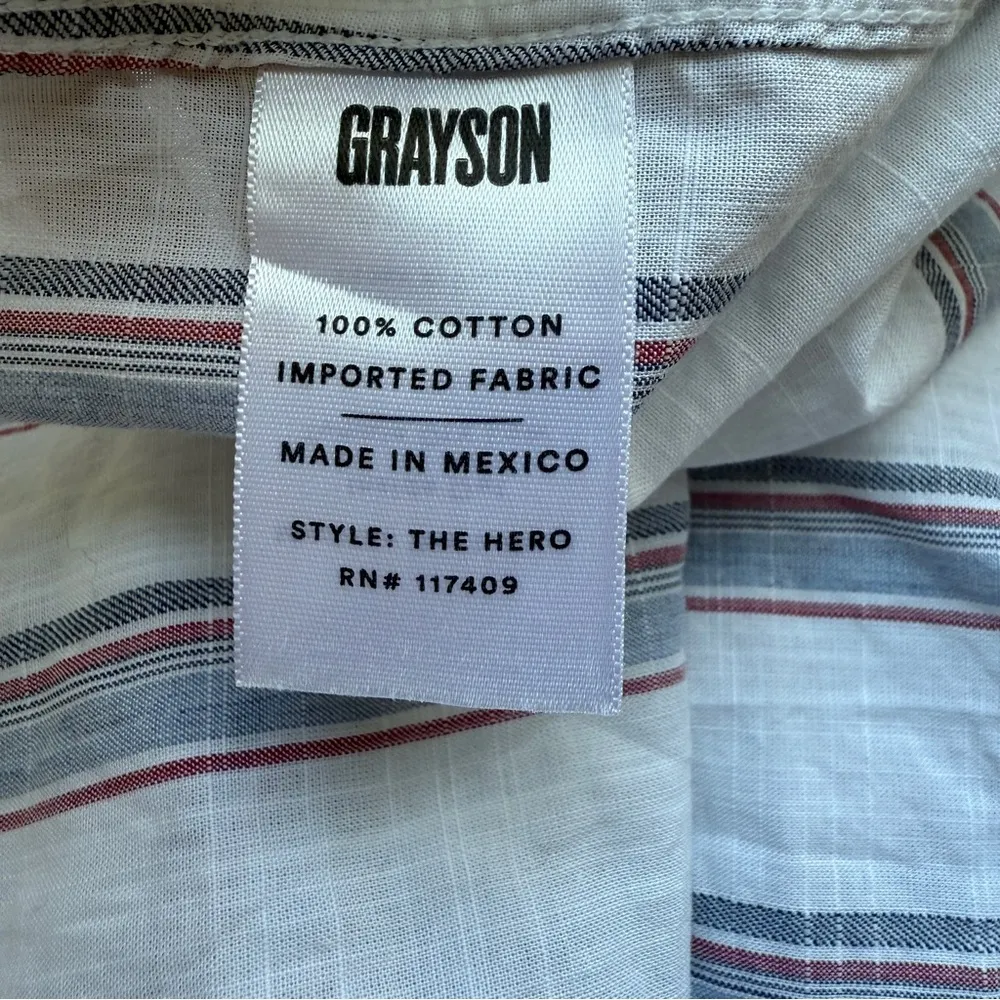 GRAYSON
100% COTTON
IMPORTED FABRIC
MADE IN MEXICO
STYLE: THE HERO
RN# 117409